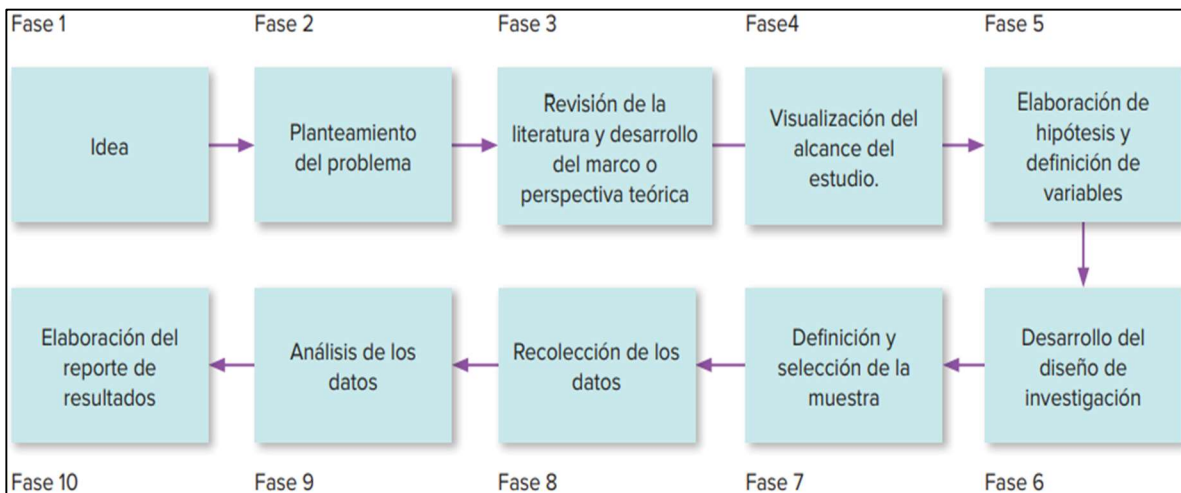 Fase 1
Fase 2
Fase 3
Fase4
Fase 5
Idea
Planteamiento
del problema
Revisión de la
literatura y desarrollo
del marco o
perspectiva teórica
Visualización del
alcance del
estudio.
Elaboración de
hipótesis y
definición de
variables
Desarrollo del
diseño de
investigación
Definición y
selección de la
muestra
Recolección de los
datos
Análisis de los
datos
Elaboración del
reporte de
resultados
Fase 10
Fase 9
Fase 8
Fase 7
Fase 6